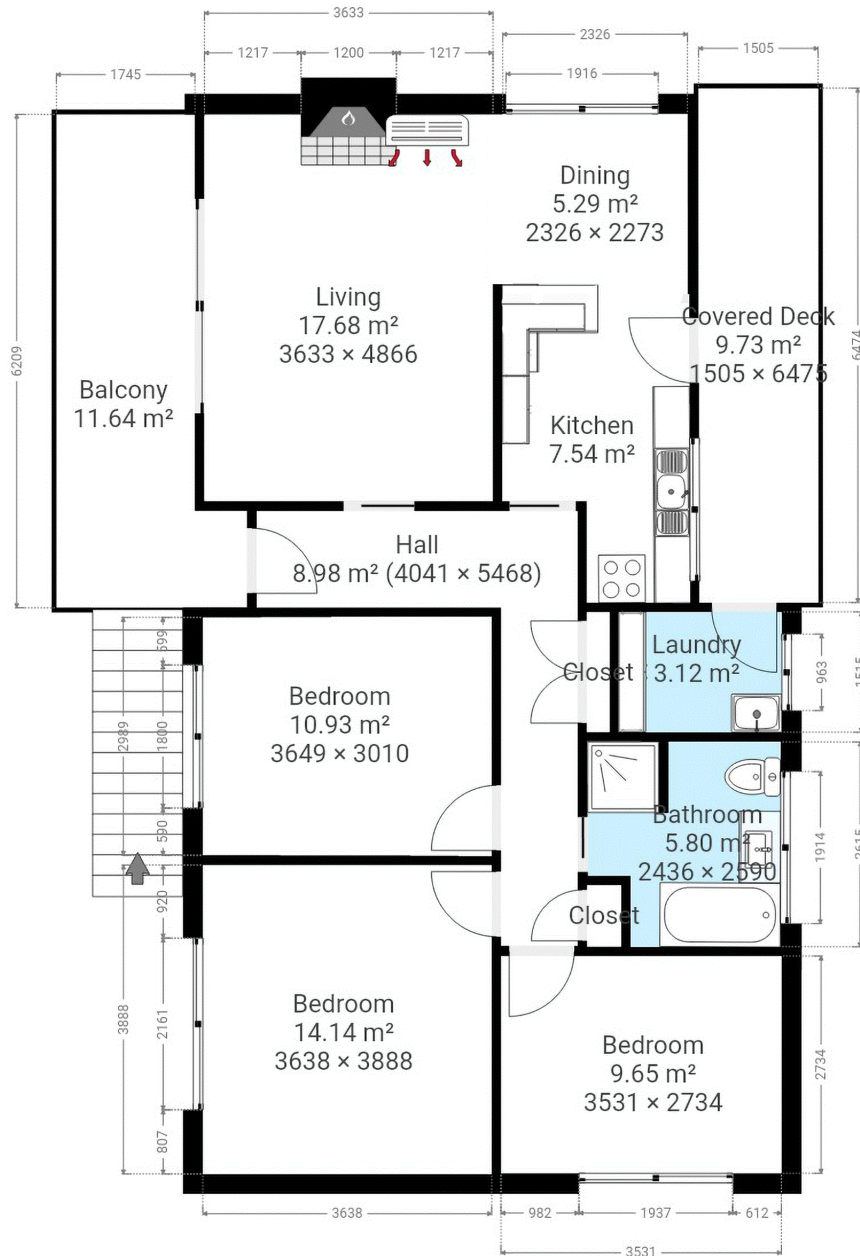 3633
2326
1217
1200
1217
1505
1745
1916
Dining
5.29 m²
2326 × 2273
Living
17.68 m²
3633 × 4866
Covered Deck
9.73 m²
1505 × 6475
6209
6474
Balcony
11.64 m²
Kitchen
7.54 m²
Hall
8.98 m² (4041 × 5468)
599
Laundry
3.12 m²
Closet
963
1515
Bedroom
10.93 m²
3649 × 3010
2989
1800
590
Bathroom
5.80 m²
2436 × 2590
1914
2615
920
Closet
Bedroom
14.14 m²
3638 × 3888
3888
2161
Bedroom
9.65 m²
3531 × 2734
2734
807
3638
982
1937
612
3531